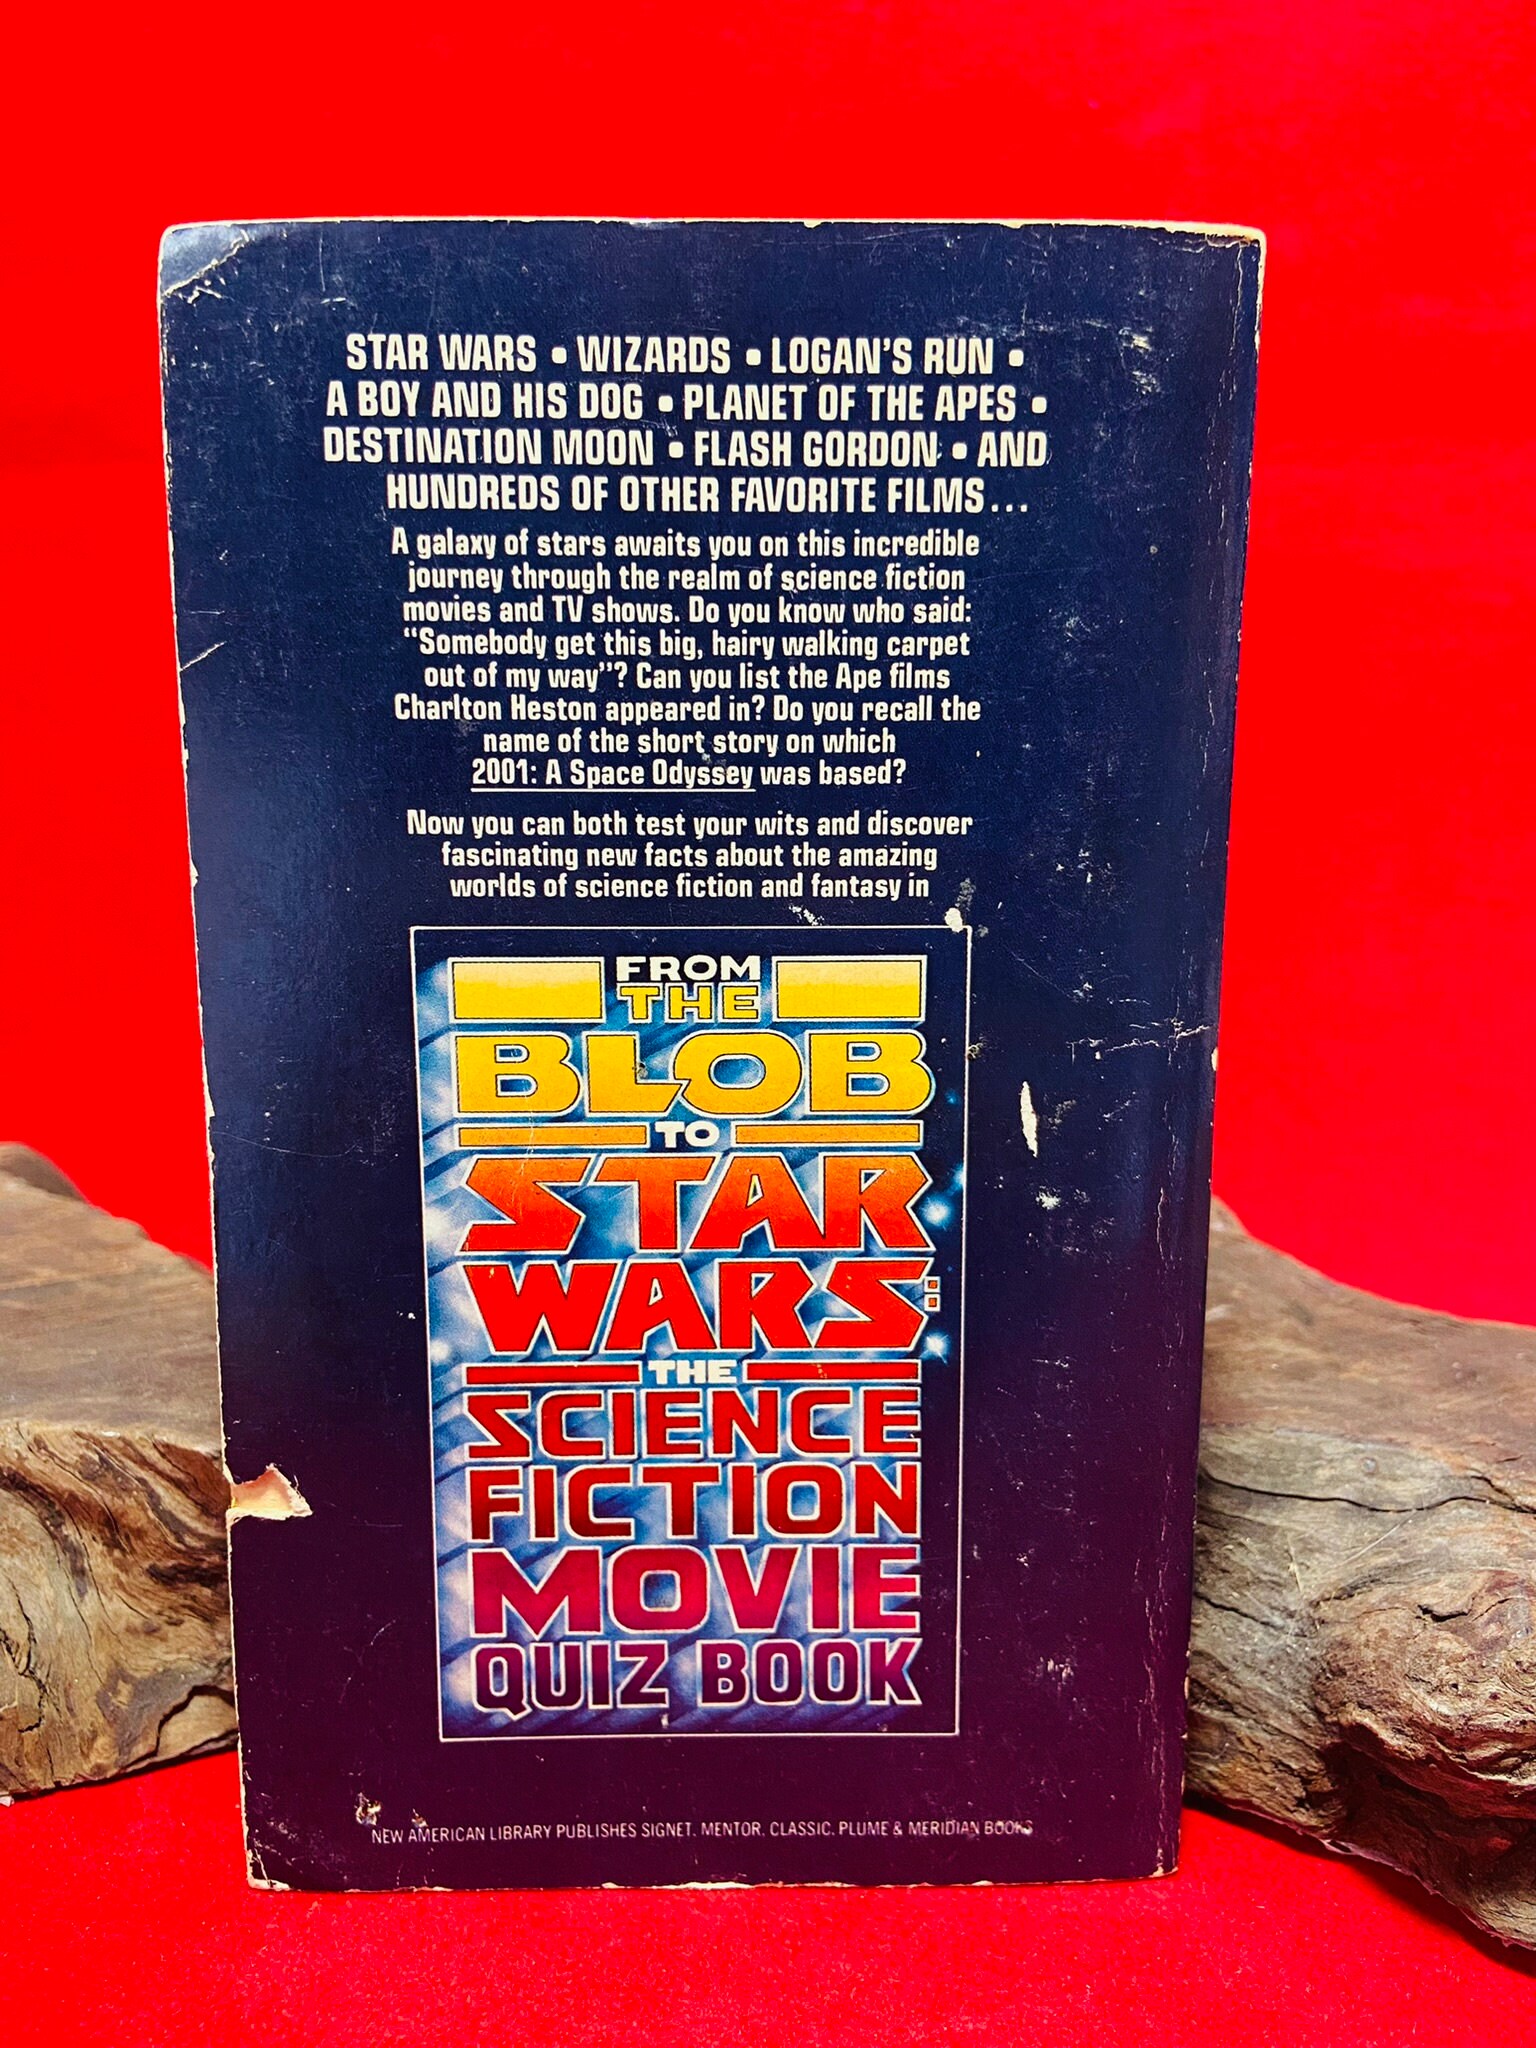 STAR WARS • WIZARDS • LOGAN'S RUN •
A BOY AND HIS DOG • PLANET OF THE APES •
DESTINATION MOON • FLASH GORDON • AND
HUNDREDS OF OTHER FAVORITE FILMS...
A galaxy of stars awaits you on this incredible
journey through the realm of science fiction
movies and TV shows. Do you know who said:
"Somebody get this big, hairy walking carpet
out of my way"? Can you list the Ape films
Charlton Heston appeared in? Do you recall the
name of the short story on which
2001: A Space Odyssey was based?
Now you can both test your wits and discover
fascinating new facts about the amazing
worlds of science fiction and fantasy in
FROM
THE
BLOB
TO
STAR
WARS:
THE
SCIENCE
FICTION
MOVIE
QUIZ BOOK
NEW AMERICAN LIBRARY PUBLISHES SIGNET, MENTOR, CLASSIC, PLUME & MERIDIAN BOOKS